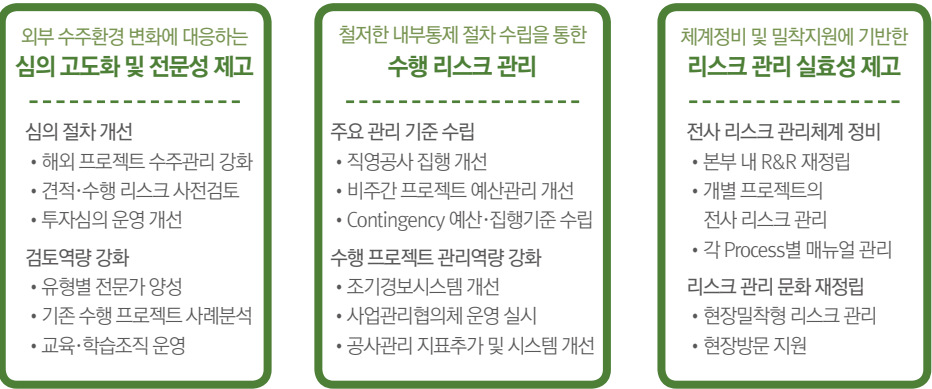 외부 수주환경 변화에 대응하는
심의 고도화 및 전문성 제고
심의 절차 개선
• 해외 프로젝트 수주관리 강화
• 견적·수행 리스크 사전검토
• 투자심의 운영 개선
검토역량 강화
• 유형별 전문가 양성
• 기존 수행 프로젝트 사례분석
• 교육·학습조직 운영
철저한 내부통제 절차 수립을 통한
수행 리스크 관리
주요 관리 기준 수립
• 직영공사 집행 개선
• 비주간 프로젝트 예산관리 개선
• Contingency 예산·집행기준 수립
수행 프로젝트 관리역량 강화
• 조기경보시스템 개선
• 사업관리협의체 운영 실시
• 공사관리 지표추가 및 시스템 개선
체계정비 및 밀착지원에 기반한
리스크 관리 실효성 제고
전사 리스크 관리체계 정비
• 본부 내 R&R 재정립
• 개별 프로젝트의
전사 리스크 관리
• 각 Process별 매뉴얼 관리
리스크 관리 문화 재정립
• 현장밀착형 리스크 관리
• 현장방문 지원